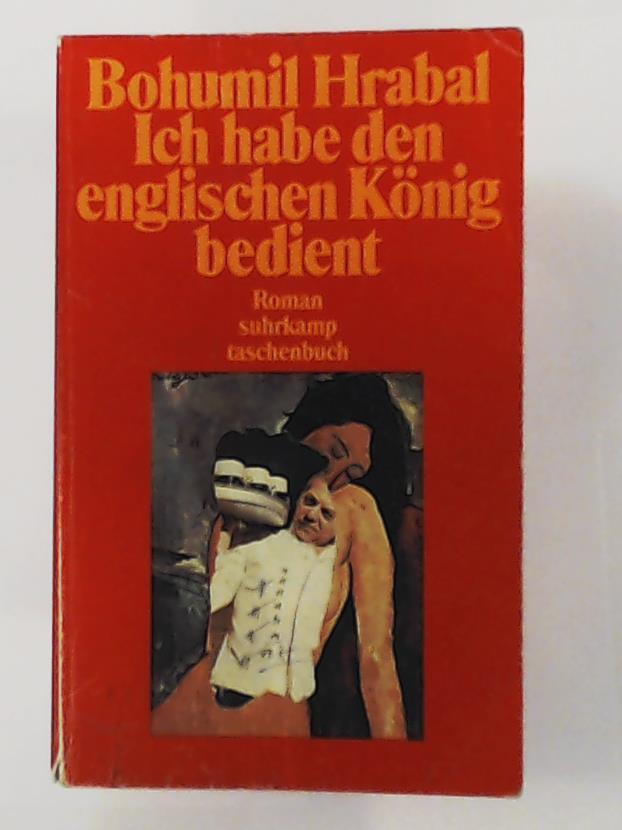 Bohumil Hrabal
Ich habe den
englischen König
bedient
Roman
suhrkamp
taschenbuch